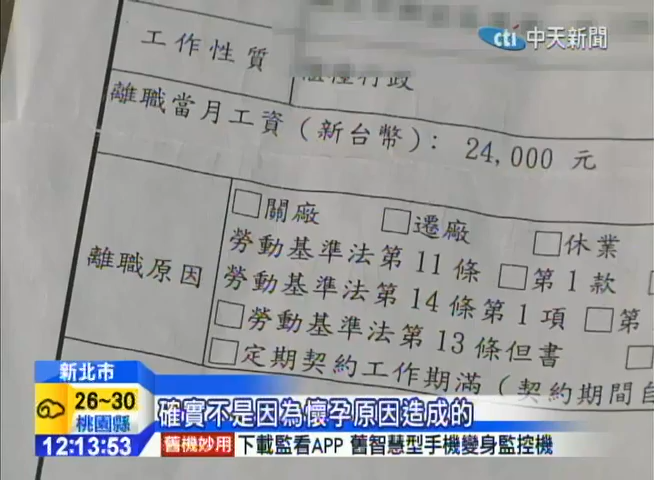 cti 中天新聞
工作性質
行政
離職當月工資(新台幣): 24,000 元
離職原因
□關廠 □遷廠 □休業
勞動基準法第 11 條 □第 1 款
勞動基準法第 14 條第 1 項 □第
□勞動基準法第 13 條但書
□定期契約工作期滿(契約期間自
新北市
26~30
桃園縣
12:13:53
確實不是因為懷孕原因造成的
舊機妙用 下載監看APP 舊智慧型手機變身監控機